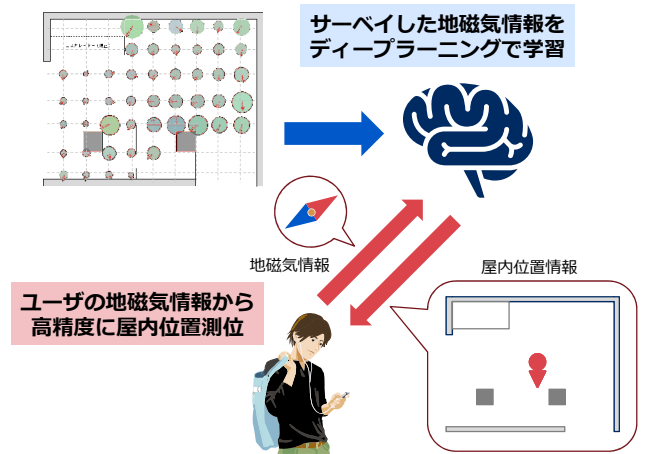 サーベイした地磁気情報を
ディープラーニングで学習
地磁気情報
屋内位置情報
ユーザの地磁気情報から
高精度に屋内位置測位